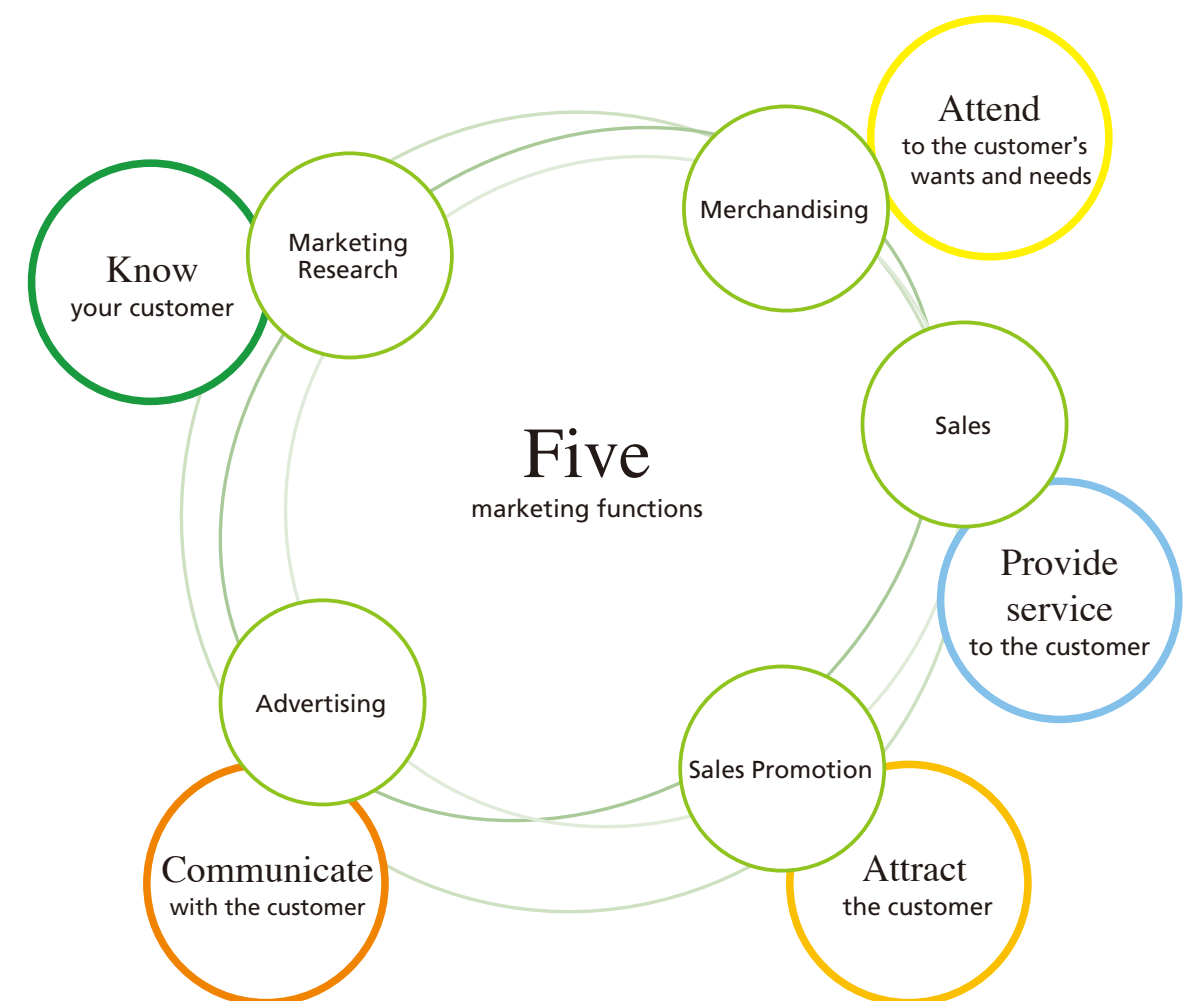 Attend
to the customer's
wants and needs
Merchandising
Marketing
Research
Know
your customer
Five
marketing functions
Sales
Provide
service
to the customer
Advertising
Sales Promotion
Communicate
with the customer
Attract
the customer